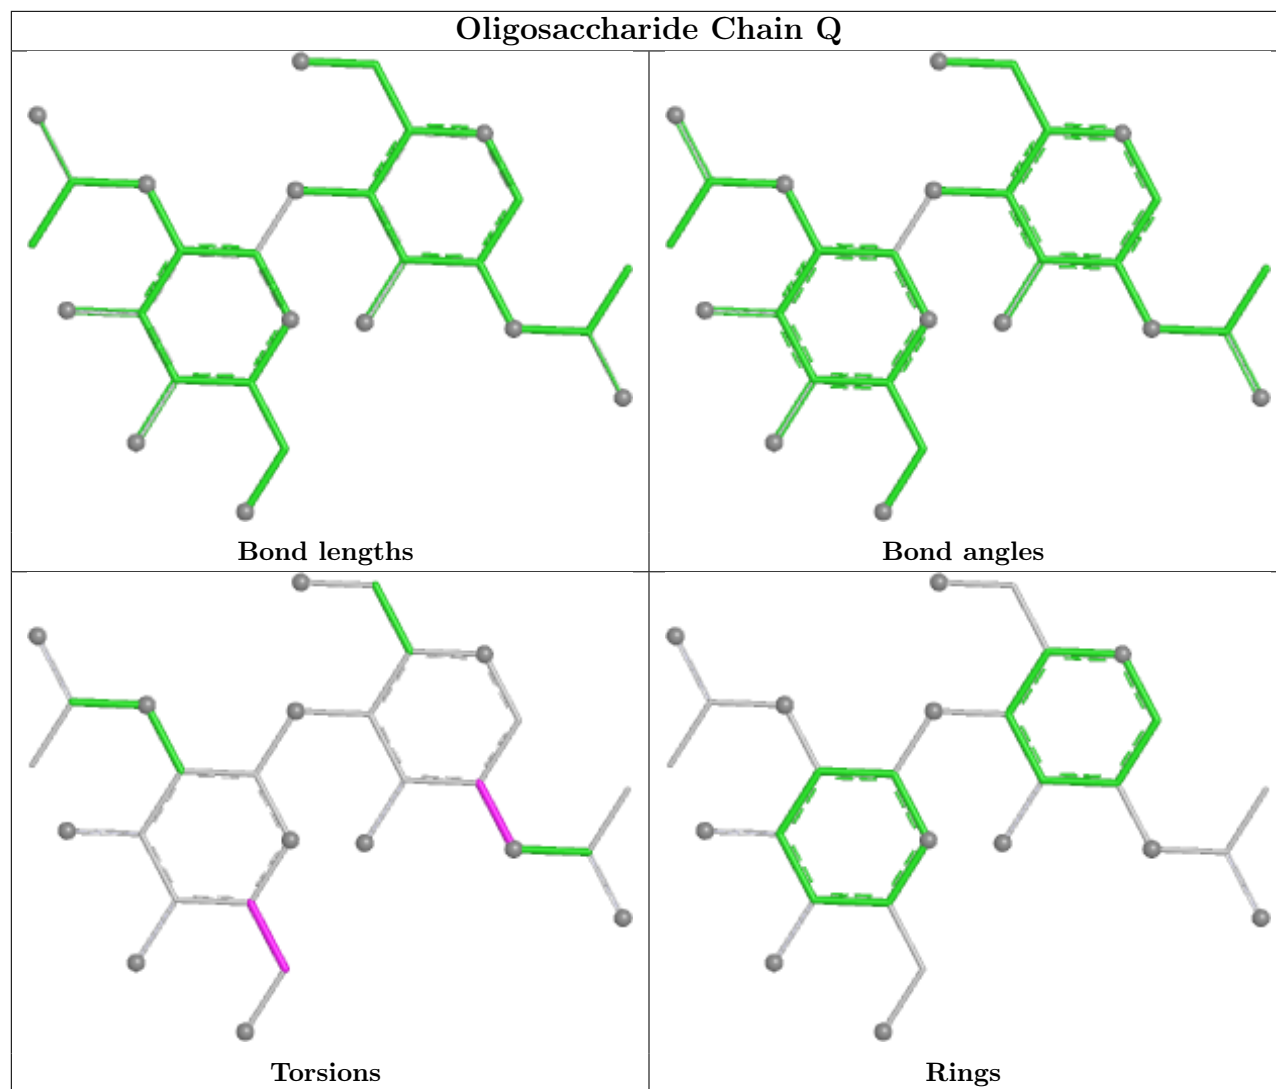 Oligosaccharide Chain Q
Bond lengths
Bond angles
Torsions
Rings